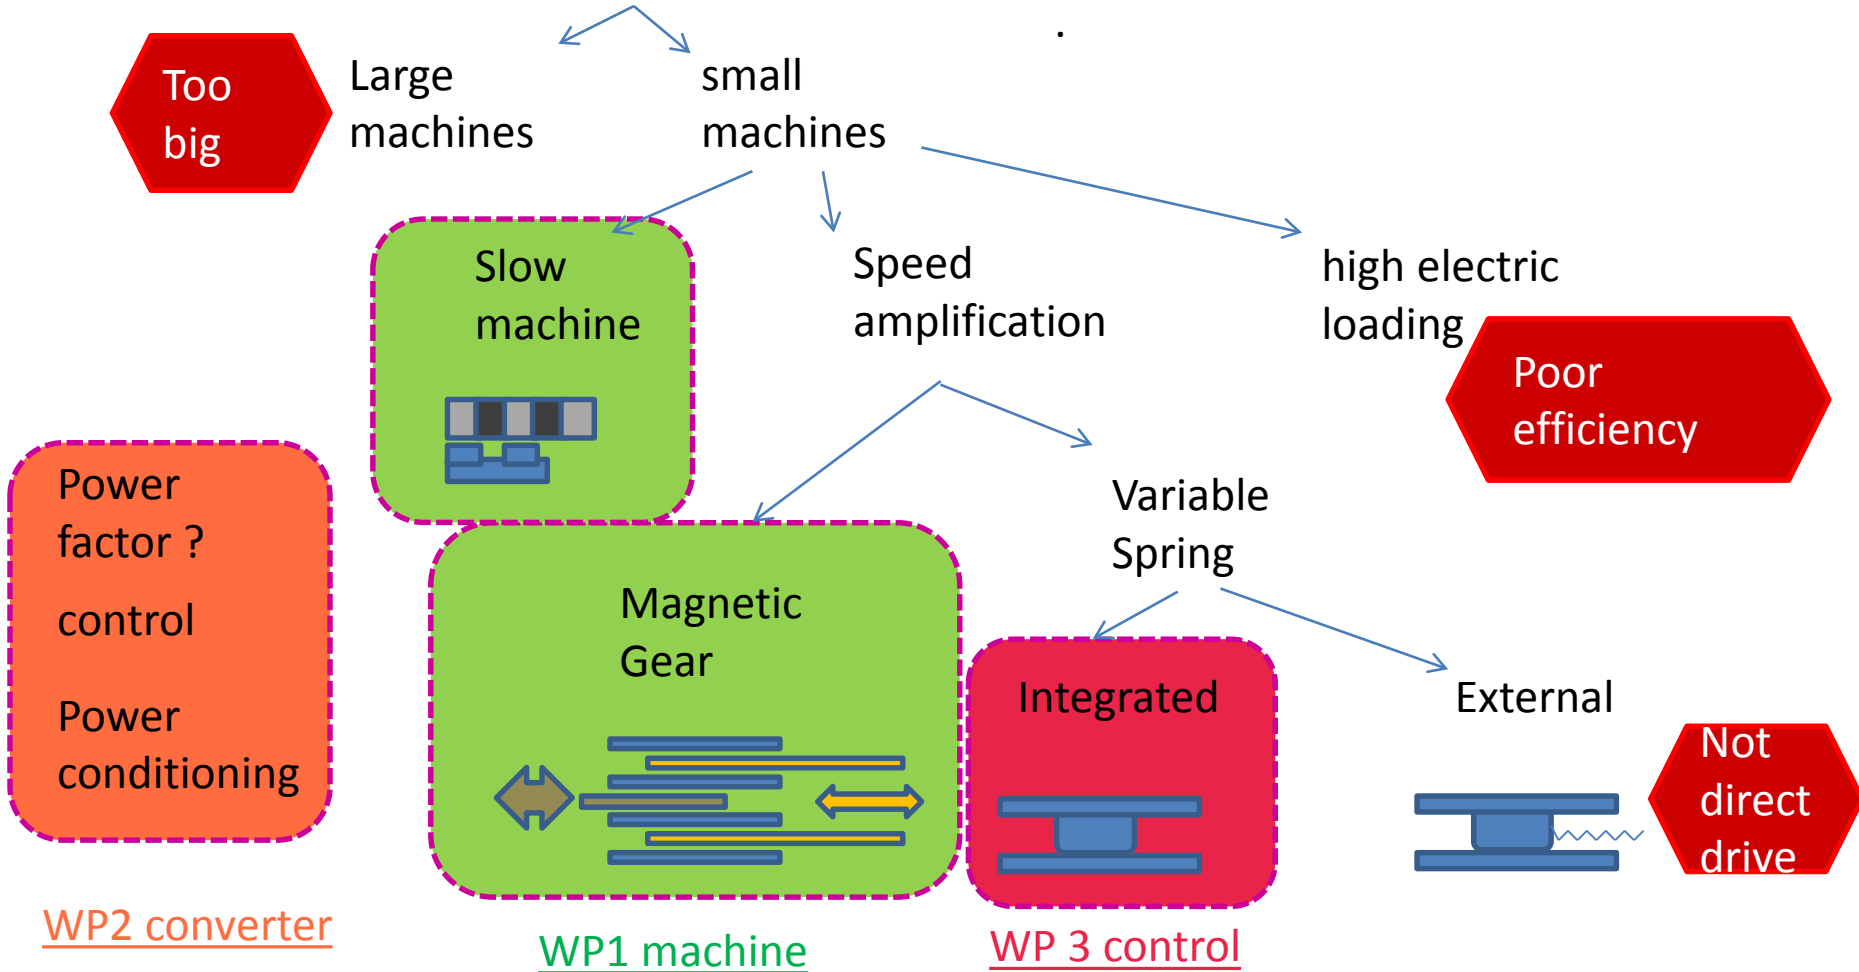 Too
big
Large
machines
small
machines
.
Slow
machine
Speed
amplification
high electric
loading
Poor
efficiency
Power
factor ?
control
Power
conditioning
Variable
Spring
Magnetic
Gear
Integrated
External
Not
direct
drive
WP2 converter
WP1 machine
WP 3 control